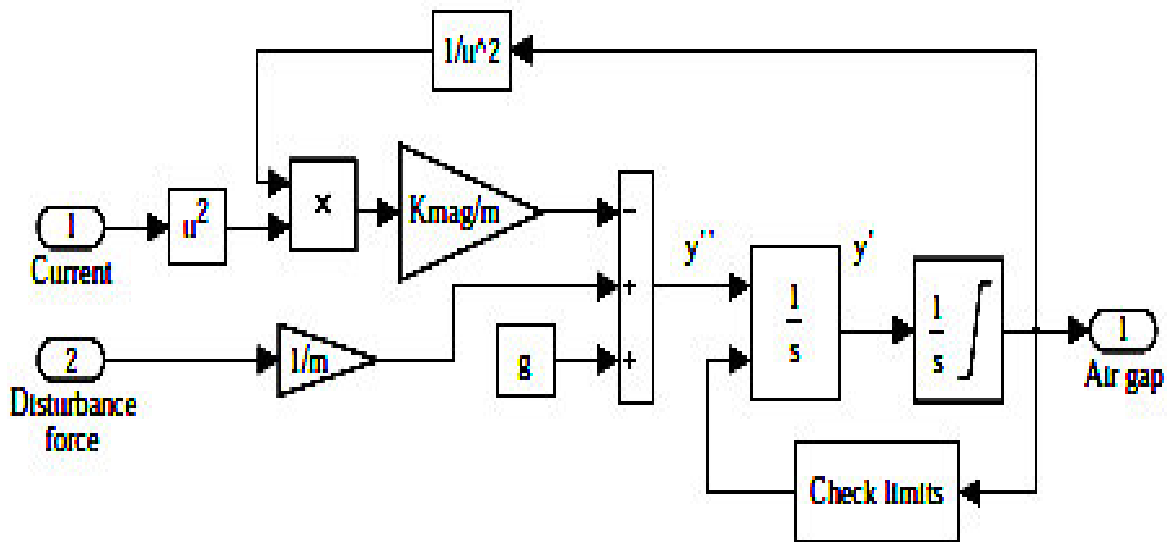 1/u^2
x
Kmag/m
−
1
u²
Current
y''
y'
+
1
s
1
s
1
2
1/m
g
+
Air gap
Disturbance
force
Check limits